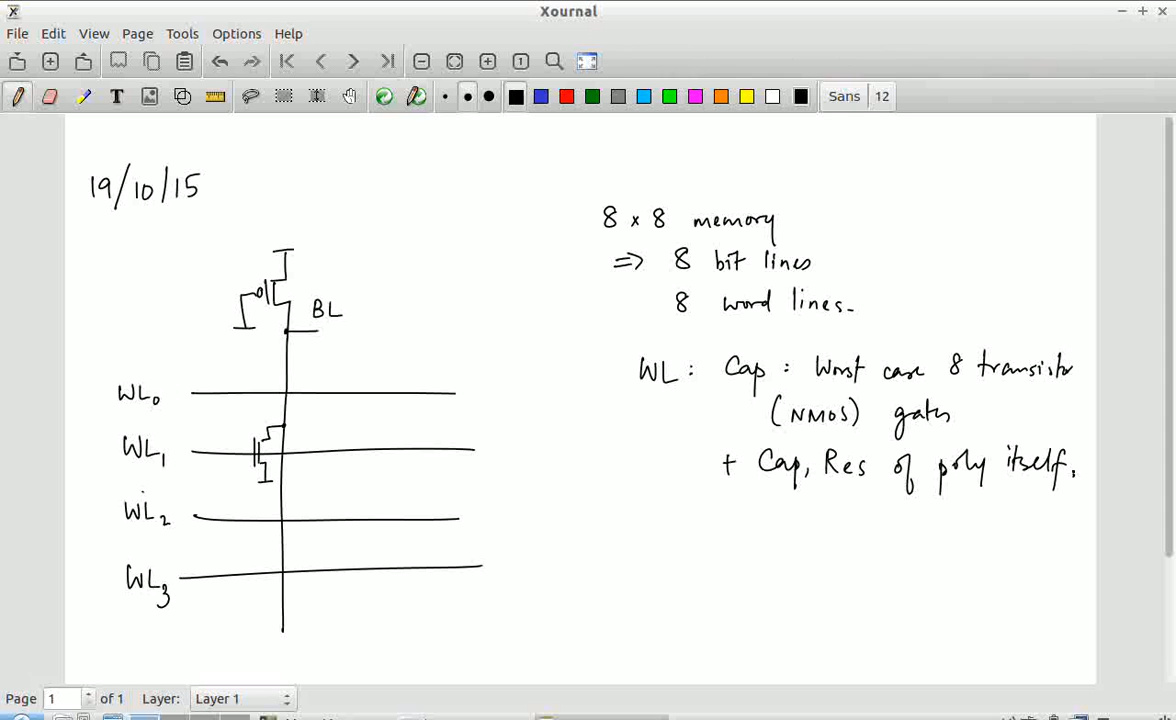 Xournal
File Edit View Page Tools Options Help
Sans 12
19/10/15
8 x 8 memory
⇒ 8 bit lines
8 word lines.
BL
WL0
WL1
WL2
WL3
WL : Cap : Worst case 8 transistor
(NMOS) gates
+ Cap, Res of poly itself.
Page 1 of 1 Layer: Layer 1